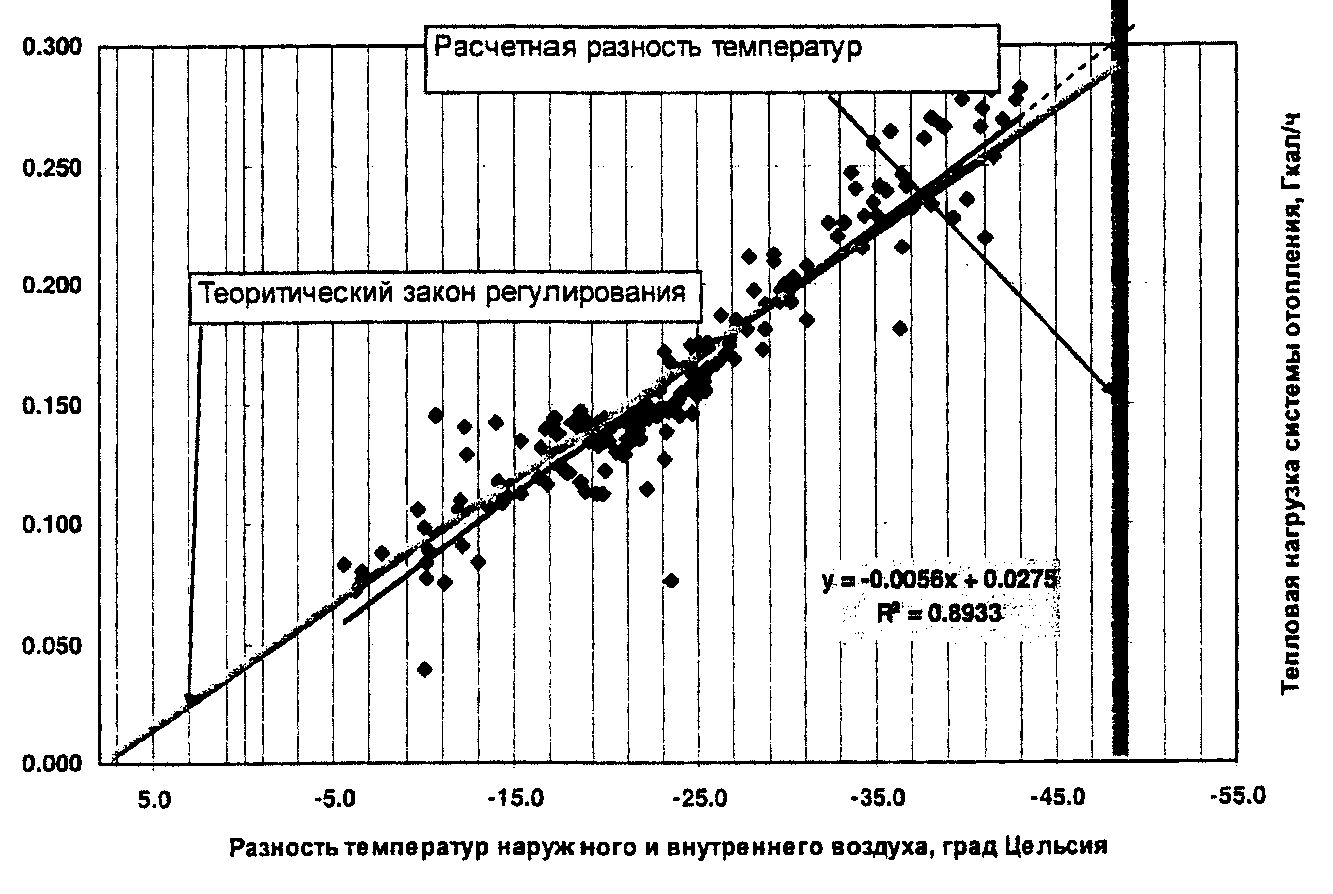 Расчетная разность температур
0.300
0.250
0.200
0.150
0.100
0.050
0.000
Теоритический закон регулирования
y = -0.0056x + 0.0275
R² = 0.8933
5.0 -5.0 -15.0 -25.0 -35.0 -45.0 -55.0
Разность температур наружного и внутреннего воздуха, град Цельсия
Тепловая нагрузка системы отопления, Гкал/ч